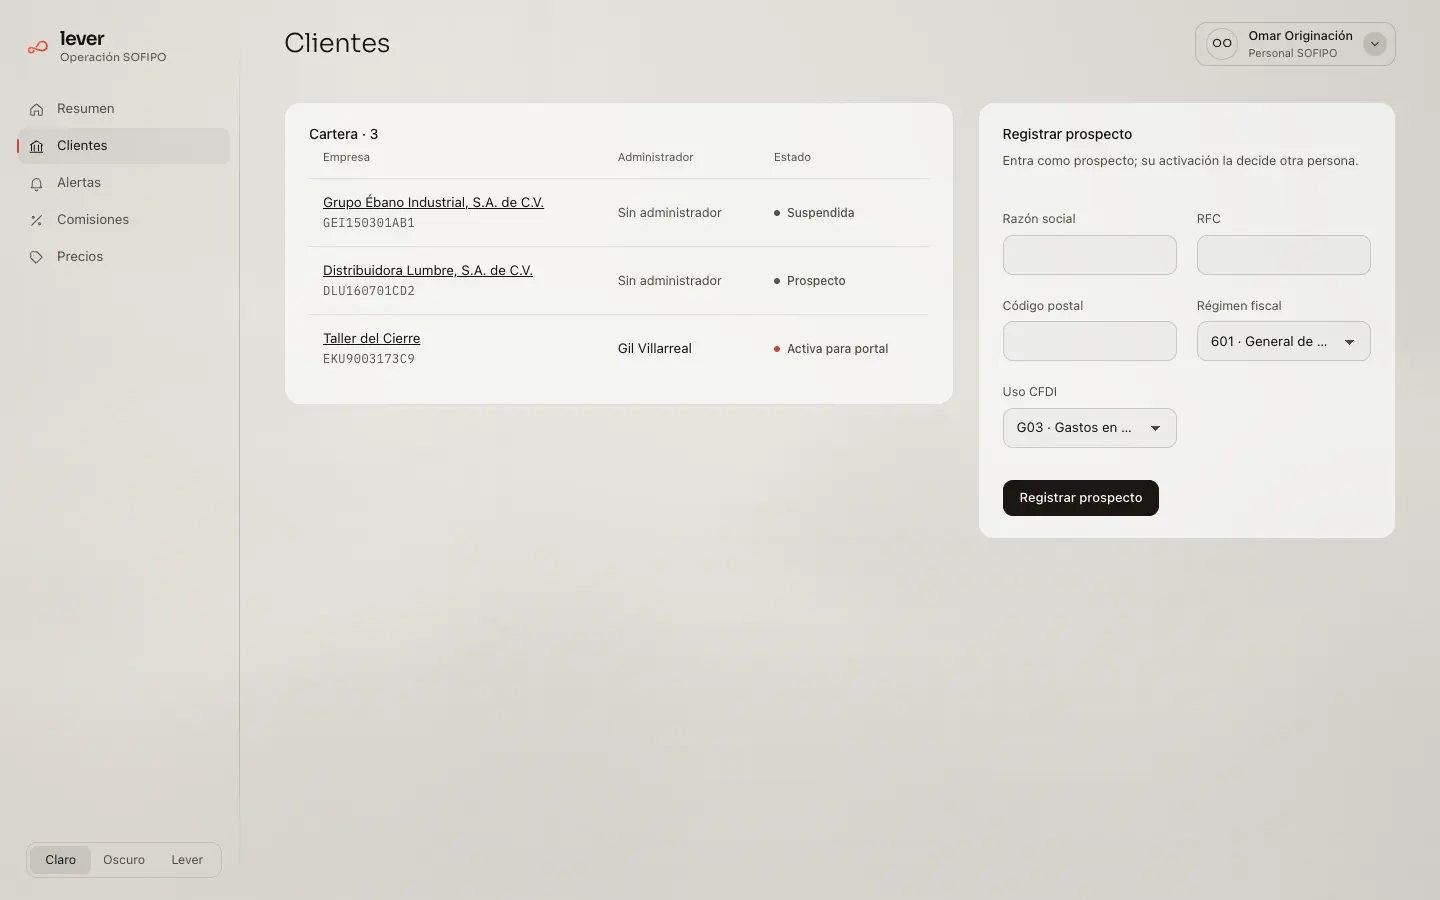 lever
Operación SOFIPO
Resumen
Clientes
Alertas
Comisiones
Precios
Claro
Oscuro
Lever
Clientes
OO
Omar Originación
Personal SOFIPO
Cartera · 3
Empresa
Administrador
Estado
Grupo Ébano Industrial, S.A. de C.V.
GEI150301AB1
Sin administrador
Suspendida
Distribuidora Lumbre, S.A. de C.V.
DLU160701CD2
Sin administrador
Prospecto
Taller del Cierre
EKU9003173C9
Gil Villarreal
Activa para portal
Registrar prospecto
Entra como prospecto; su activación la decide otra persona.
Razón social
RFC
Código postal
Régimen fiscal
601 · General de ...
Uso CFDI
G03 · Gastos en ...
Registrar prospecto